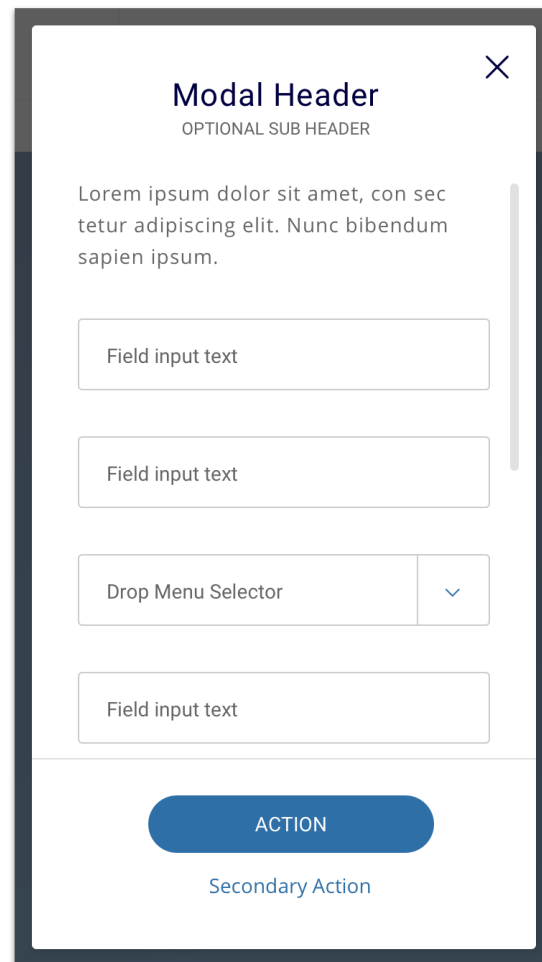 Modal Header
OPTIONAL SUB HEADER
Lorem ipsum dolor sit amet, con sec
tetur adipiscing elit. Nunc bibendum
sapien ipsum.
Field input text
Field input text
Drop Menu Selector
Field input text
ACTION
Secondary Action